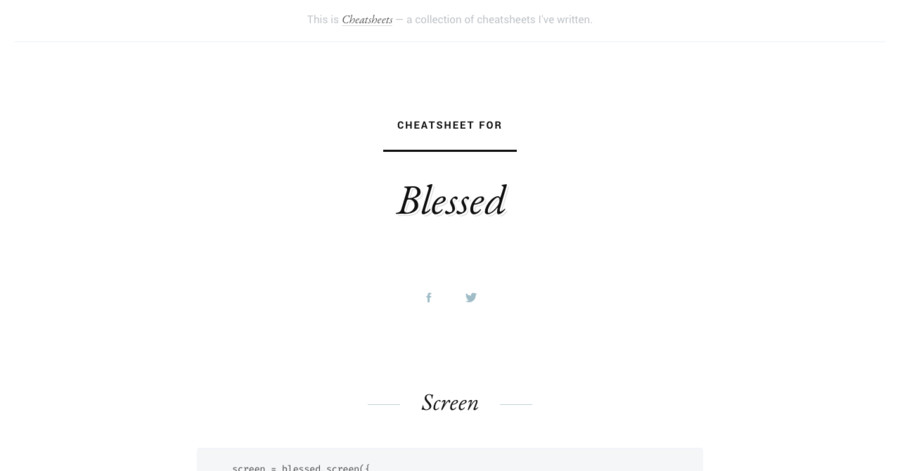 This is Cheatsheets — a collection of cheatsheets I've written.
CHEATSHEET FOR
Blessed
Screen
screen = blessed.screen({